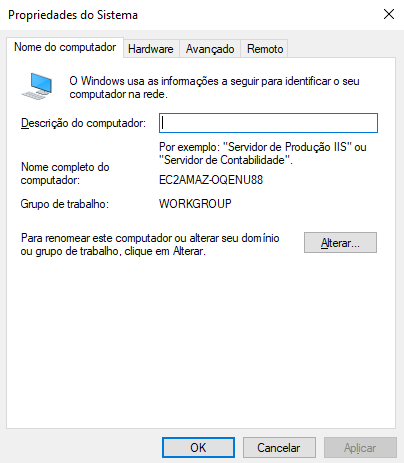 Propriedades do Sistema
Nome do computador
Hardware
Avançado
Remoto
O Windows usa as informações a seguir para identificar o seu
computador na rede.
Descrição do computador:
Por exemplo: "Servidor de Produção IIS" ou
"Servidor de Contabilidade".
Nome completo do
computador:
EC2AMAZ-OQENU88
Grupo de trabalho:
WORKGROUP
Para renomear este computador ou alterar seu domínio
ou grupo de trabalho, clique em Alterar.
Alterar...
OK
Cancelar
Aplicar